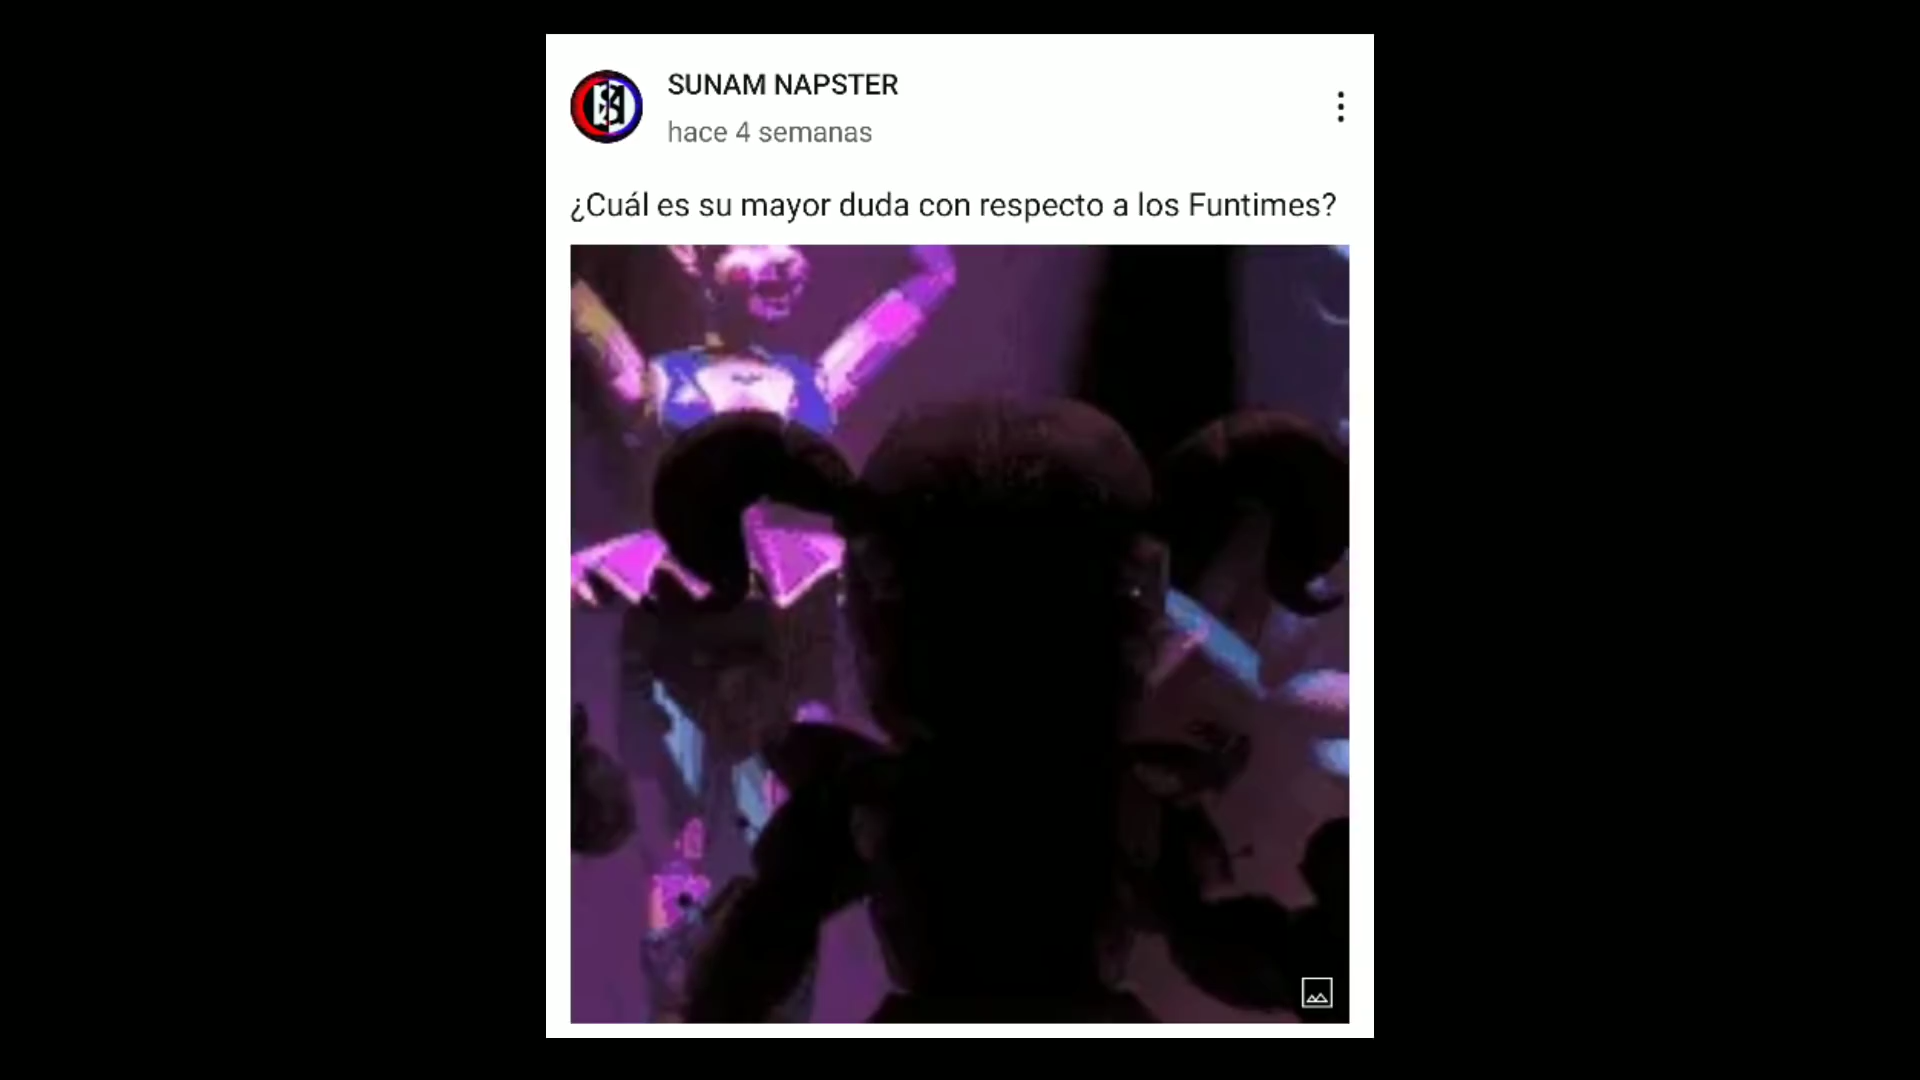 SUNAM NAPSTER
hace 4 semanas
¿Cuál es su mayor duda con respecto a los Funtimes?